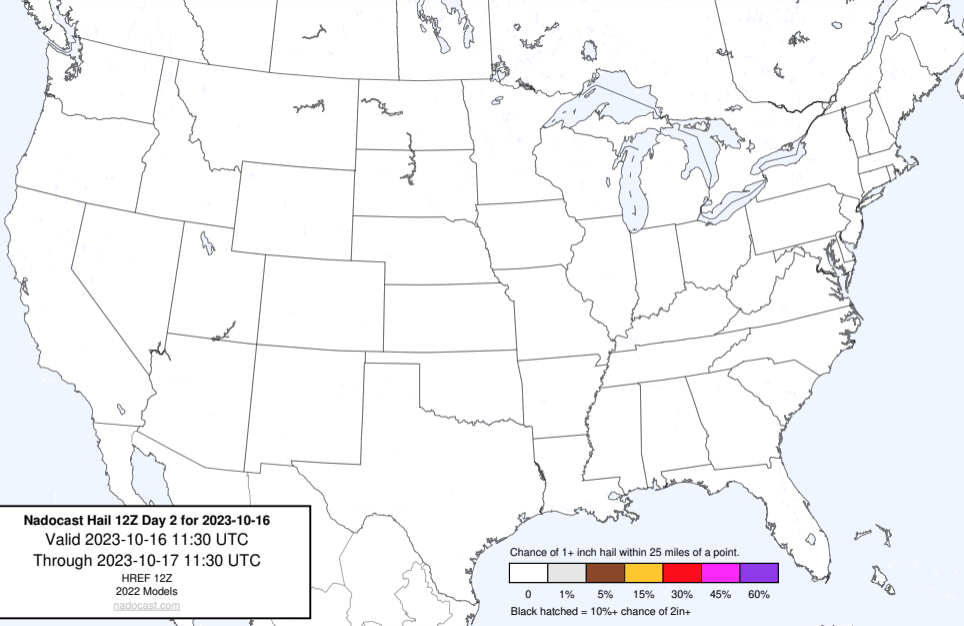 Nadocast Hail 12Z Day 2 for 2023-10-16
Valid 2023-10-16 11:30 UTC
Through 2023-10-17 11:30 UTC
HREF 12Z
2022 Models
nadocast.com
Chance of 1+ inch hail within 25 miles of a point.
0 1% 5% 15% 30% 45% 60%
Black hatched = 10%+ chance of 2in+